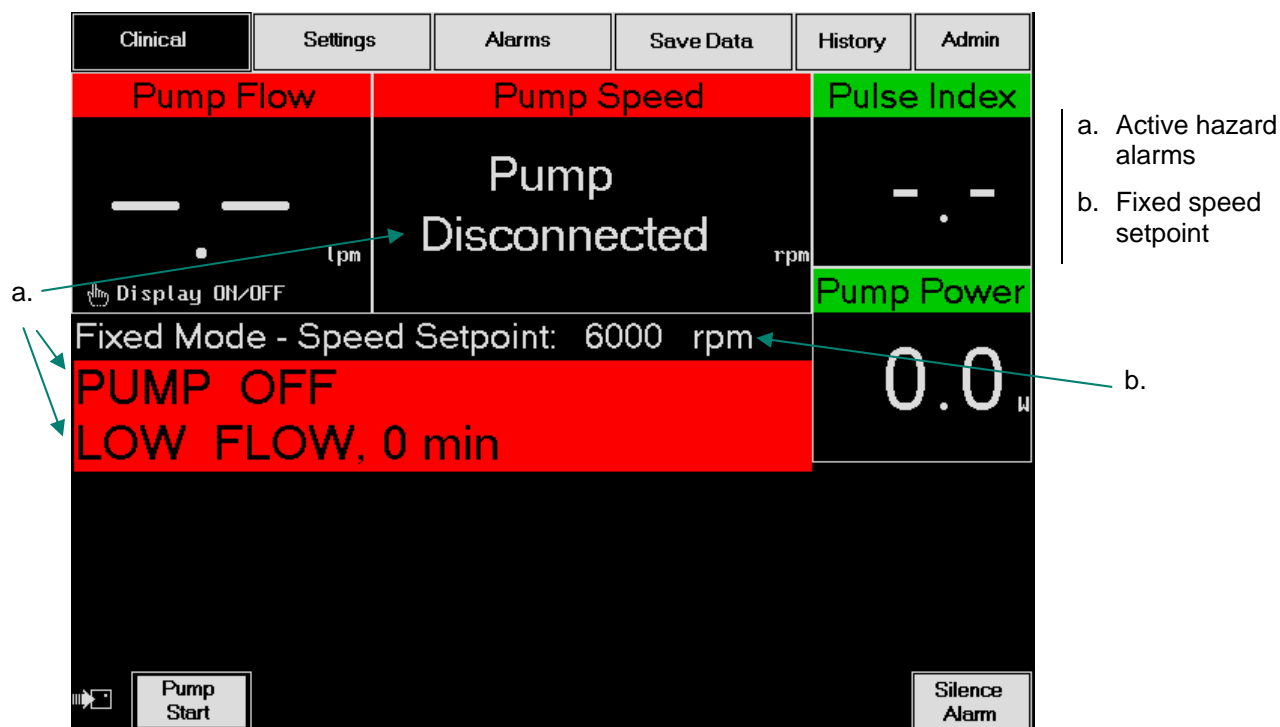 Clinical
Settings
Alarms
Save Data
History
Admin
Pump Flow
Pump Speed
Pulse Index
a. Active hazard
alarms
b. Fixed speed
setpoint
Pump
Disconnected
__.__
lpm
rpm
-.-
a.
Display ON/OFF
Pump Power
Fixed Mode - Speed Setpoint: 6000 rpm
0.0 W
b.
PUMP OFF
LOW FLOW, 0 min
Pump
Start
Silence
Alarm